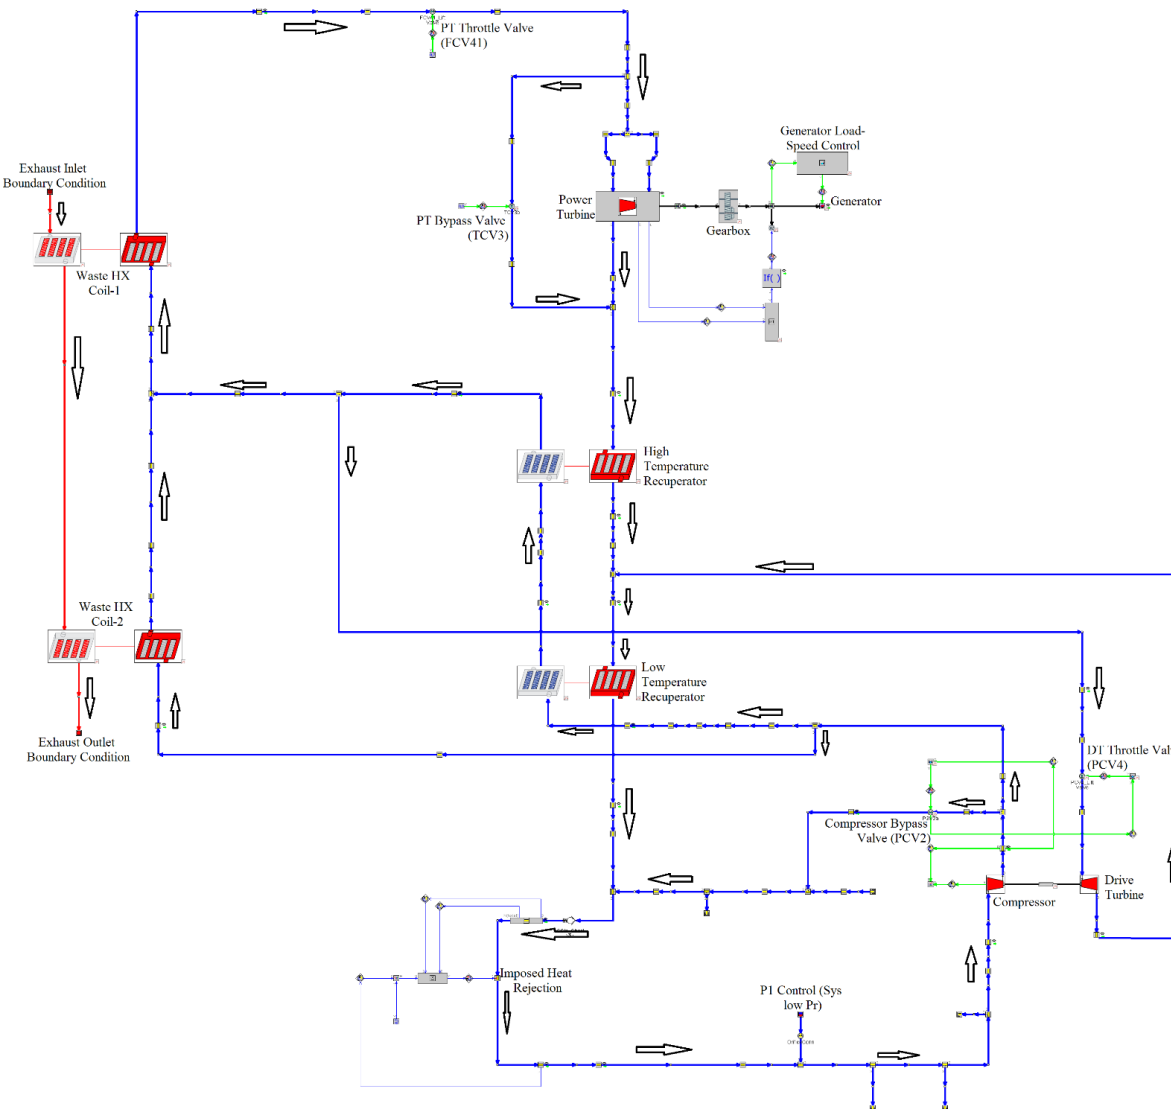 PT Throttle Valve
(FCV41)
Generator Load-
Speed Control
Exhaust Inlet
Boundary Condition
Power
Turbine
Generator
PT Bypass Valve
(TCV3)
Gearbox
Waste HX
Coil-1
If( )
High
Temperature
Recuperator
Waste HX
Coil-2
Low
Temperature
Recuperator
Exhaust Outlet
Boundary Condition
DT Throttle Val
(PCV4)
Compressor Bypass
Valve (PCV2)
Drive
Turbine
Compressor
Imposed Heat
Rejection
P1 Control (Sys
low Pr)